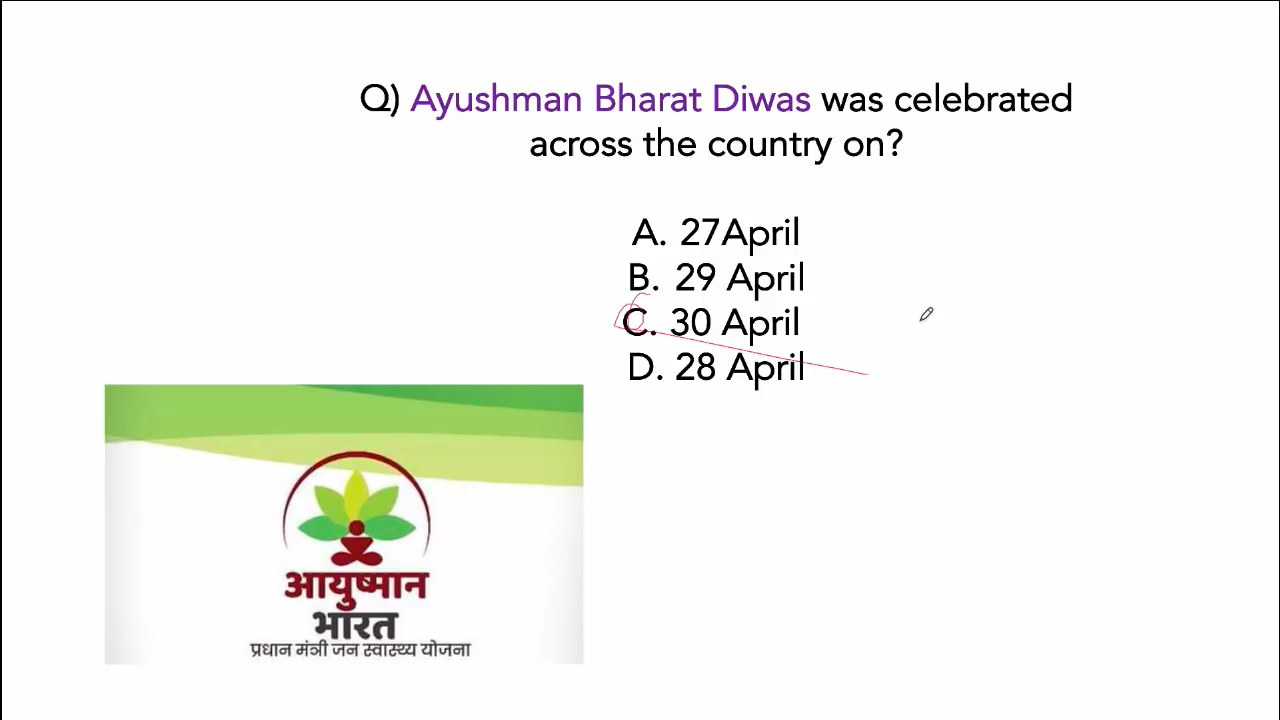 Q) Ayushman Bharat Diwas was celebrated
across the country on?
A. 27April
B. 29 April
C. 30 April
D. 28 April
आयुष्मान
भारत
प्रधान मंत्री जन स्वास्थ्य योजना